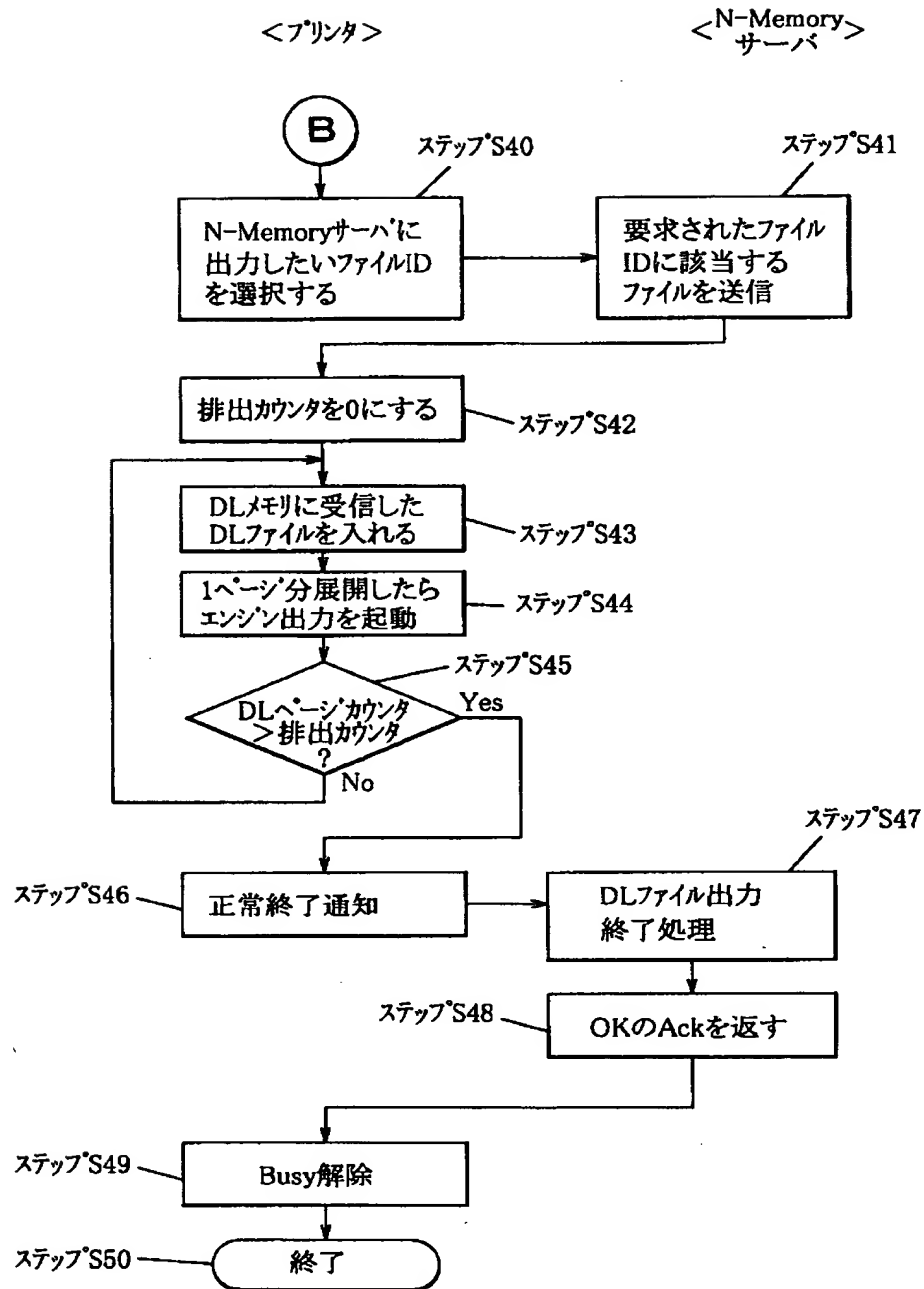 <プリンタ>
<N-Memory
サーバ>
B
ステップS40
ステップS41
N-Memoryサーバに
出力したいファイルID
を選択する
要求されたファイル
IDに該当する
ファイルを送信
排出カウンタを0にする
ステップS42
DLメモリに受信した
DLファイルを入れる
ステップS43
1ページ分展開したら
エンジン出力を起動
ステップS44
ステップS45
DLページカウンタ
>排出カウンタ
?
Yes
No
ステップS46
正常終了通知
ステップS47
DLファイル出力
終了処理
ステップS48
OKのAckを返す
ステップS49
Busy解除
ステップS50
終了